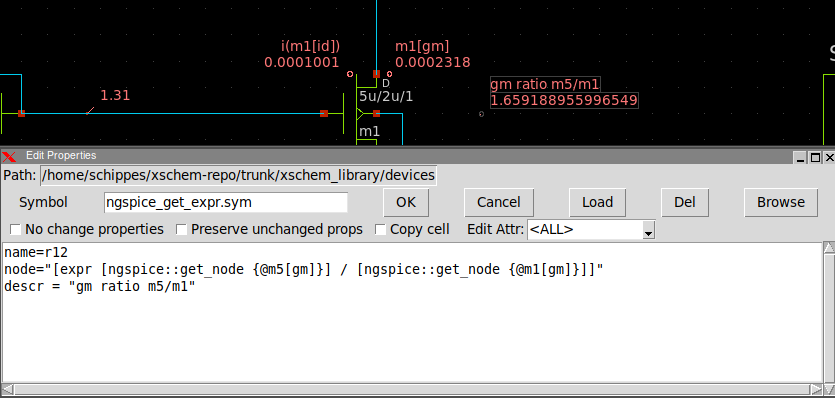 i(m1[id])
0.0001001
m1[gm]
0.0002318
D
gm ratio m5/m1
1.659188955996549
1.31
5u/2u/1
m1
Edit Properties
Path: /home/schippes/xschem-repo/trunk/xschem_library/devices
Symbol ngspice_get_expr.sym OK Cancel Load Del Browse
No change properties Preserve unchanged props Copy cell Edit Attr: <ALL>
name=r12
node="[expr [ngspice::get_node {@m5[gm]}] / [ngspice::get_node {@m1[gm]}]]"
descr = "gm ratio m5/m1"